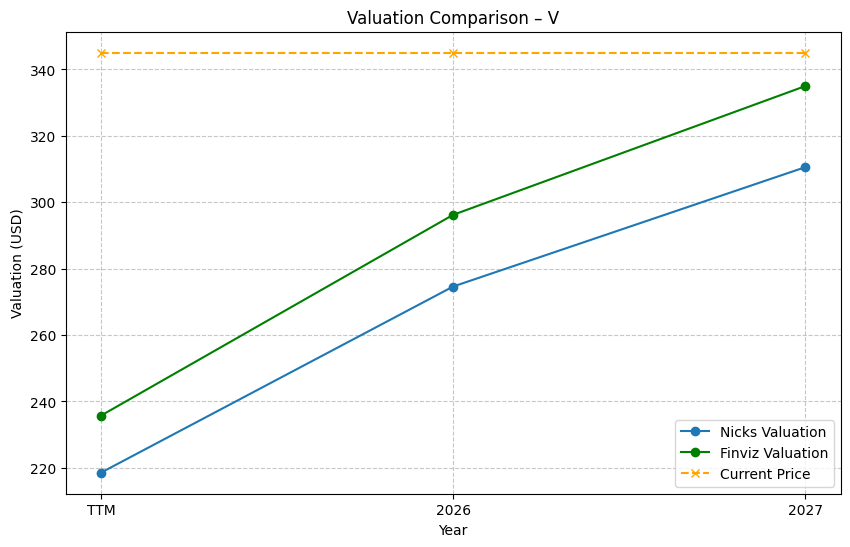 Valuation Comparison – V
Valuation (USD)
340
320
300
280
260
240
220
TTM
2026
2027
Year
Nicks Valuation
Finviz Valuation
Current Price